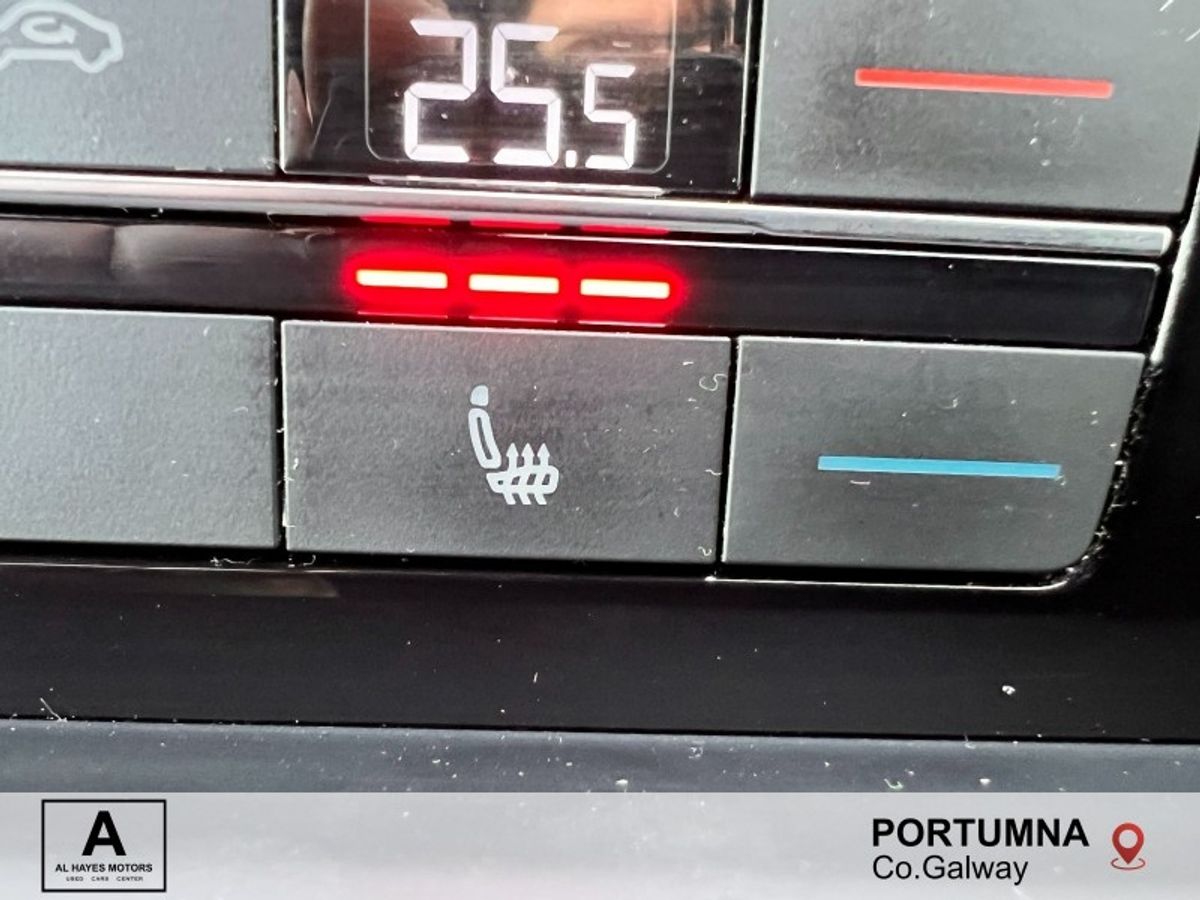 25.5
A
AL HAYES MOTORS
USED CARS CENTER
PORTUMNA
Co.Galway